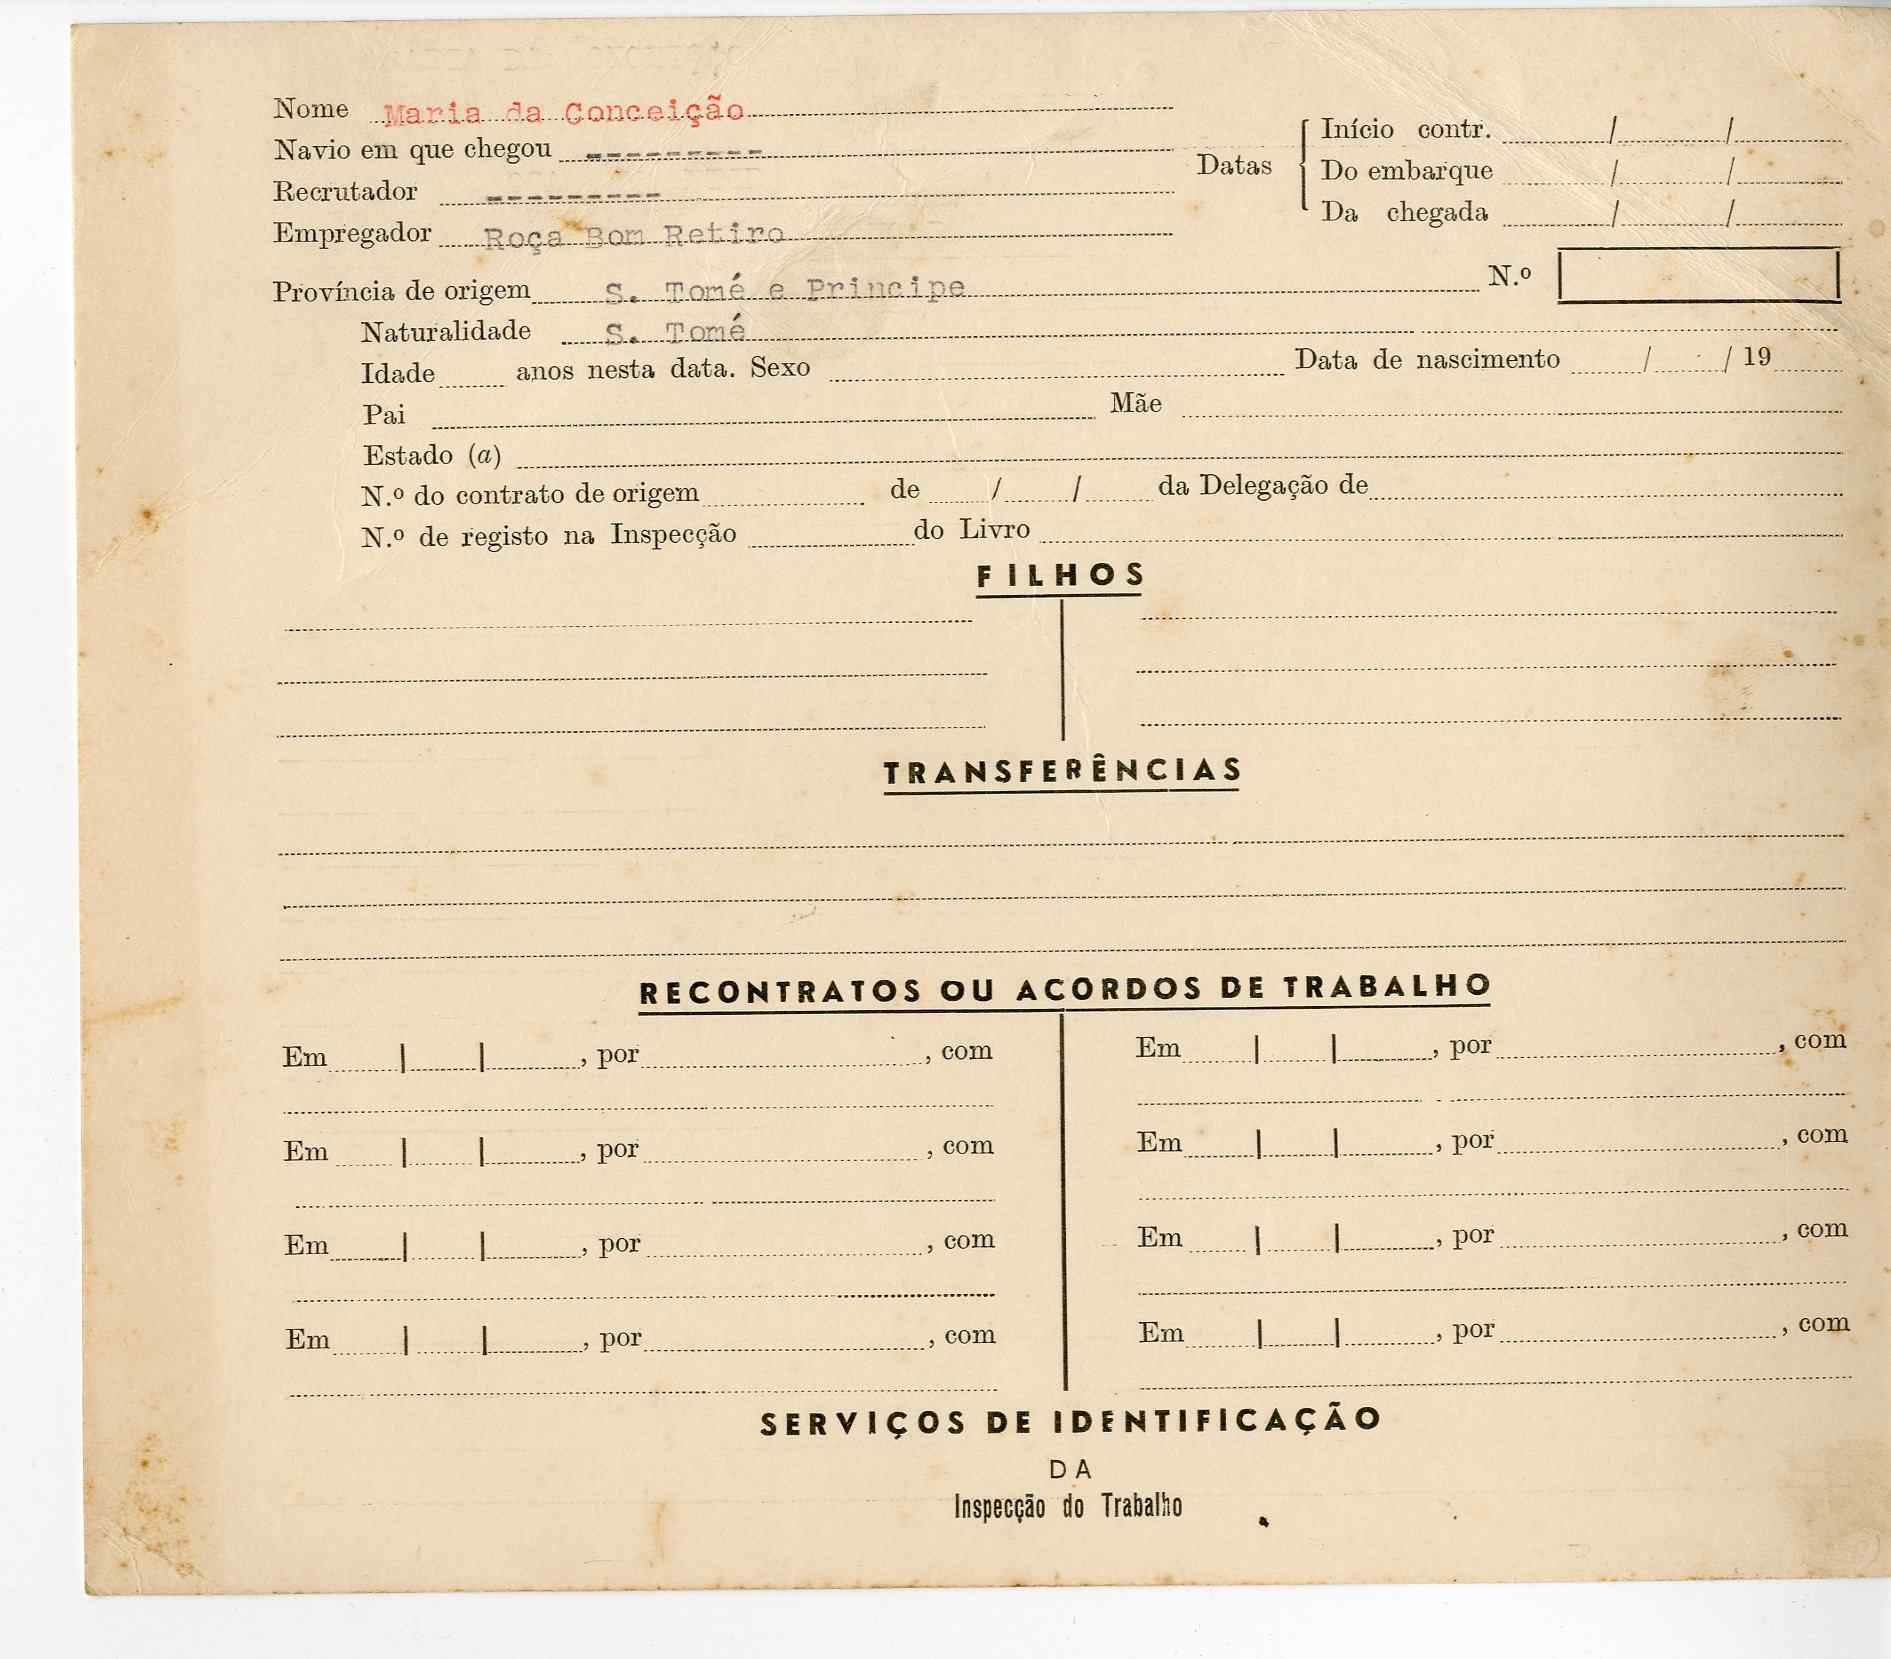 Nome Maria da Conceição
Navio em que chegou ---------
Recrutador ---------
Empregador Roça Bom Retiro
Datas
Início contr. / /
Do embarque / /
Da chegada / /
Província de origem S. Tomé e Principe N.º
Naturalidade S. Tomé
Idade anos nesta data. Sexo Data de nascimento / / 19
Pai Mãe
Estado (a)
N.º do contrato de origem de / / da Delegação de
N.º de registo na Inspecção do Livro
FILHOS
TRANSFERÊNCIAS
RECONTRATOS OU ACORDOS DE TRABALHO
Em | | , por , com Em | | , por , com
Em | | , por , com Em | | , por , com
Em | | , por , com Em | | , por , com
Em | | , por , com Em | | , por , com
SERVIÇOS DE IDENTIFICAÇÃO
DA
Inspecção do Trabalho